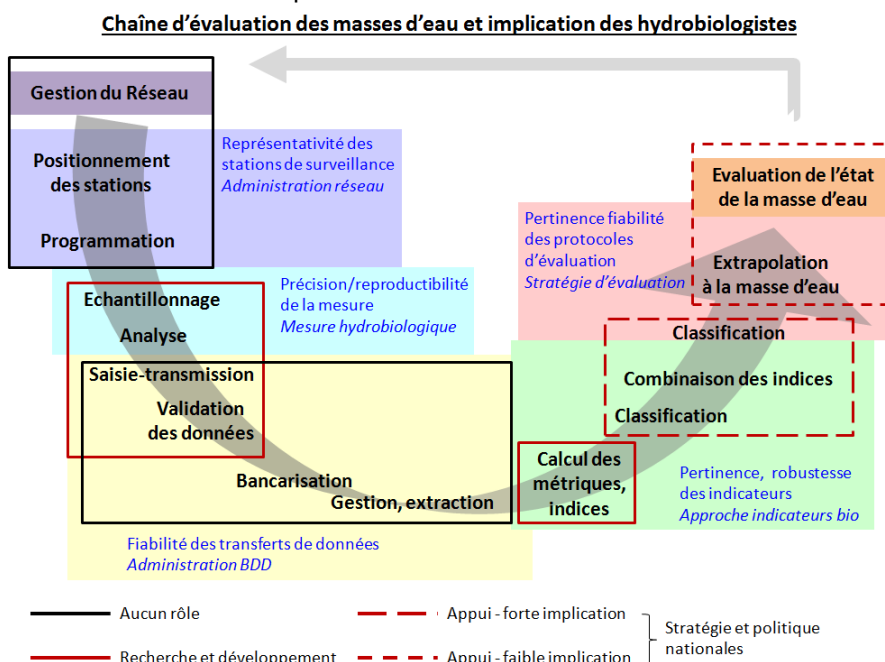 Chaîne d'évaluation des masses d'eau et implication des hydrobiologistes
Gestion du Réseau
Positionnement
des stations
Programmation
Représentativité des
stations de surveillance
Administration réseau
Echantillonnage
Analyse
Précision/reproductibilité
de la mesure
Mesure hydrobiologique
Saisie-transmission
Validation
des données
Bancarisation
Gestion, extraction
Fiabilité des transferts de données
Administration BDD
Calcul des
métriques,
indices
Pertinence, robustesse
des indicateurs
Approche indicateurs bio
Classification
Combinaison des indices
Classification
Pertinence fiabilité
des protocoles
d'évaluation
Stratégie d'évaluation
Extrapolation
à la masse d'eau
Evaluation de l'état
de la masse d'eau
Aucun rôle
Recherche et développement
Appui - forte implication
Appui - faible implication
Stratégie et politique
nationales